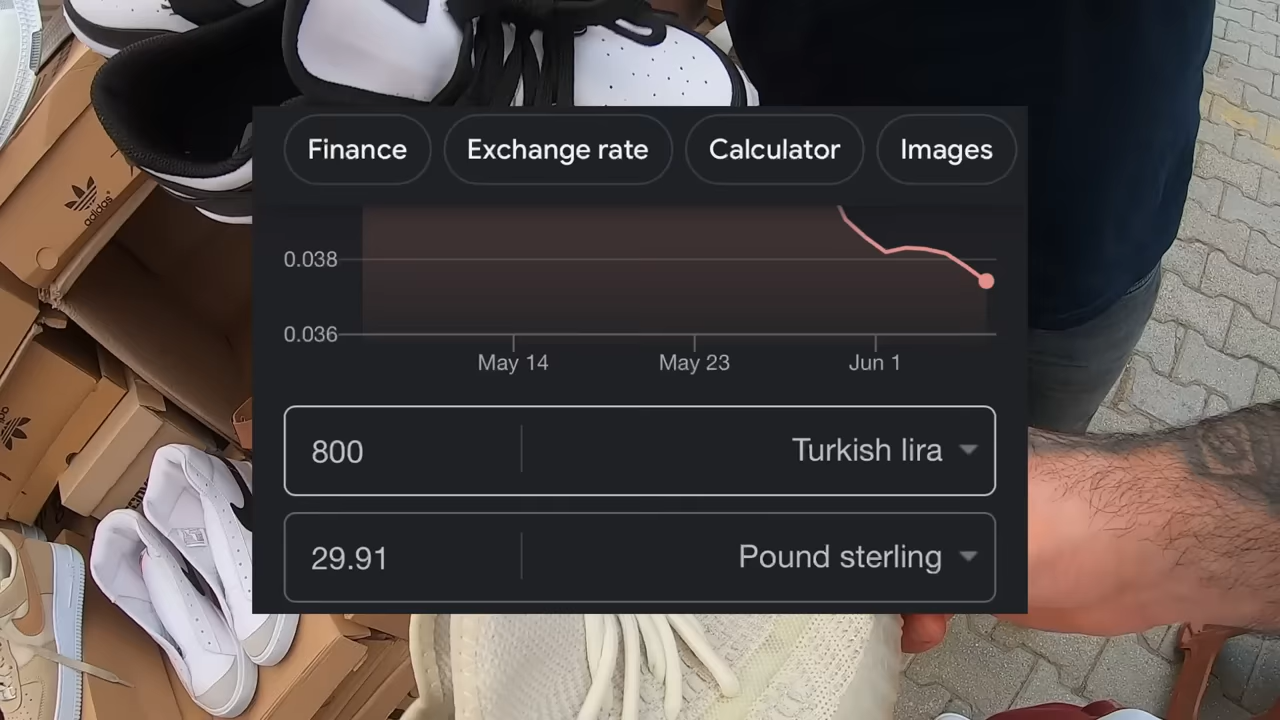 Finance
Exchange rate
Calculator
Images
0.038
0.036
May 14
May 23
Jun 1
800
Turkish lira
29.91
Pound sterling
adidas